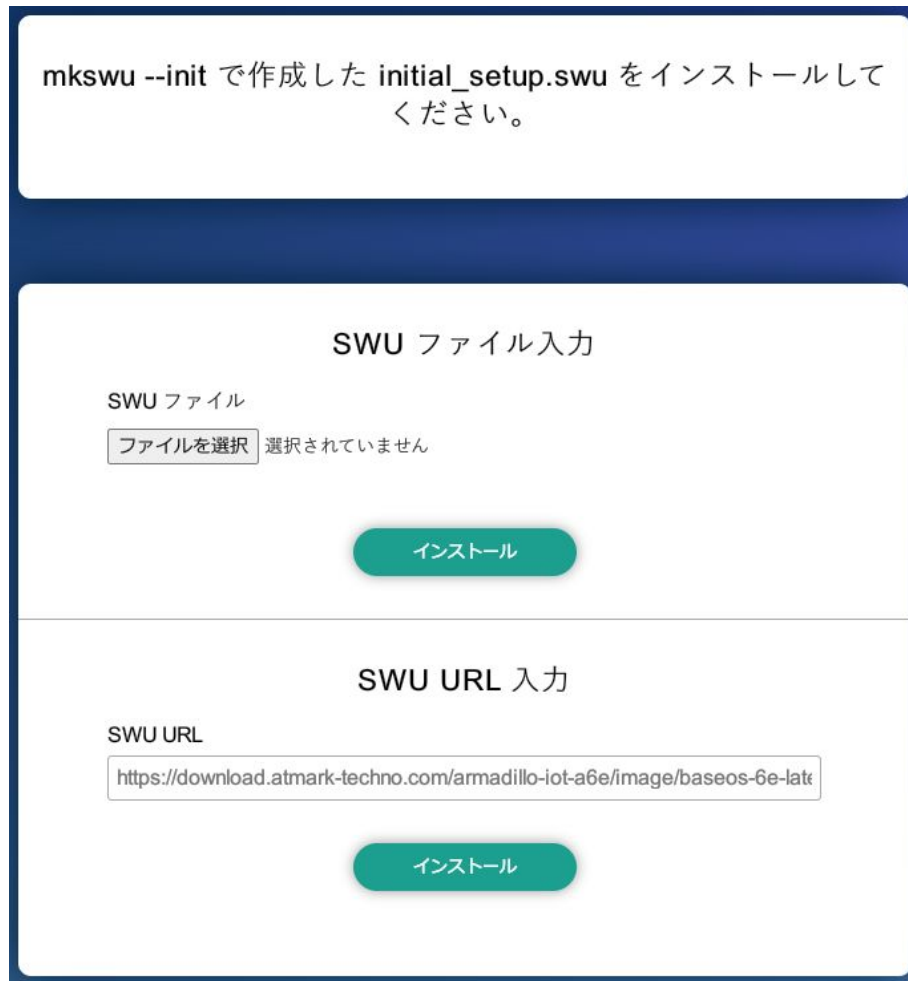 mkswu --init で作成した initial_setup.swu をインストールして
ください。
SWU ファイル入力
SWU ファイル
ファイルを選択 選択されていません
インストール
SWU URL 入力
SWU URL
https://download.atmark-techno.com/armadillo-iot-a6e/image/baseos-6e-late
インストール